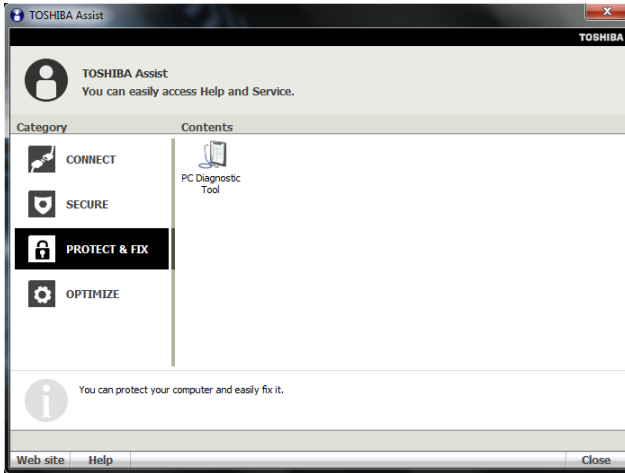 TOSHIBA Assist
TOSHIBA
TOSHIBA Assist
You can easily access Help and Service.
Category
Contents
CONNECT
SECURE
PROTECT & FIX
OPTIMIZE
PC Diagnostic
Tool
You can protect your computer and easily fix it.
Web site
Help
Close